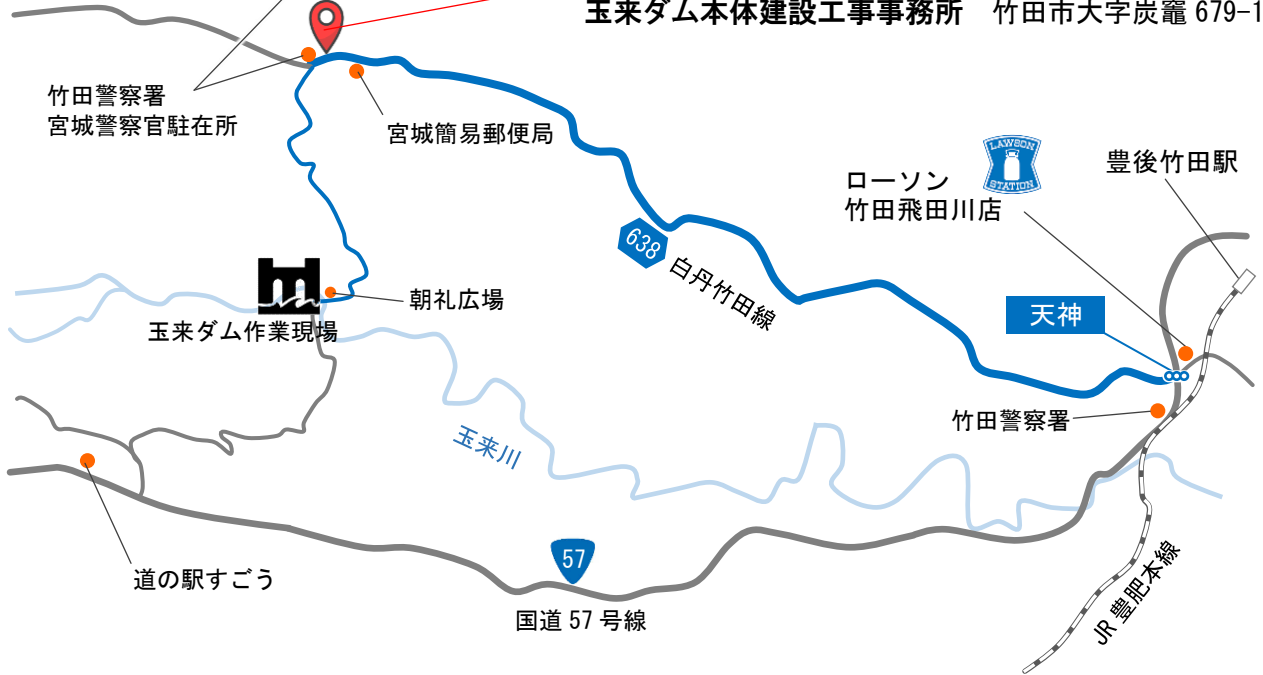 玉来ダム本体建設工事事務所 竹田市大字炭竈 679-1
竹田警察署
宮城警察官駐在所
宮城簡易郵便局
LAWSON
STATION
ローソン
竹田飛田川店
豊後竹田駅
638
白丹竹田線
朝礼広場
玉来ダム作業現場
天神
竹田警察署
玉来川
道の駅すごう
57
国道 57 号線
JR 豊肥本線